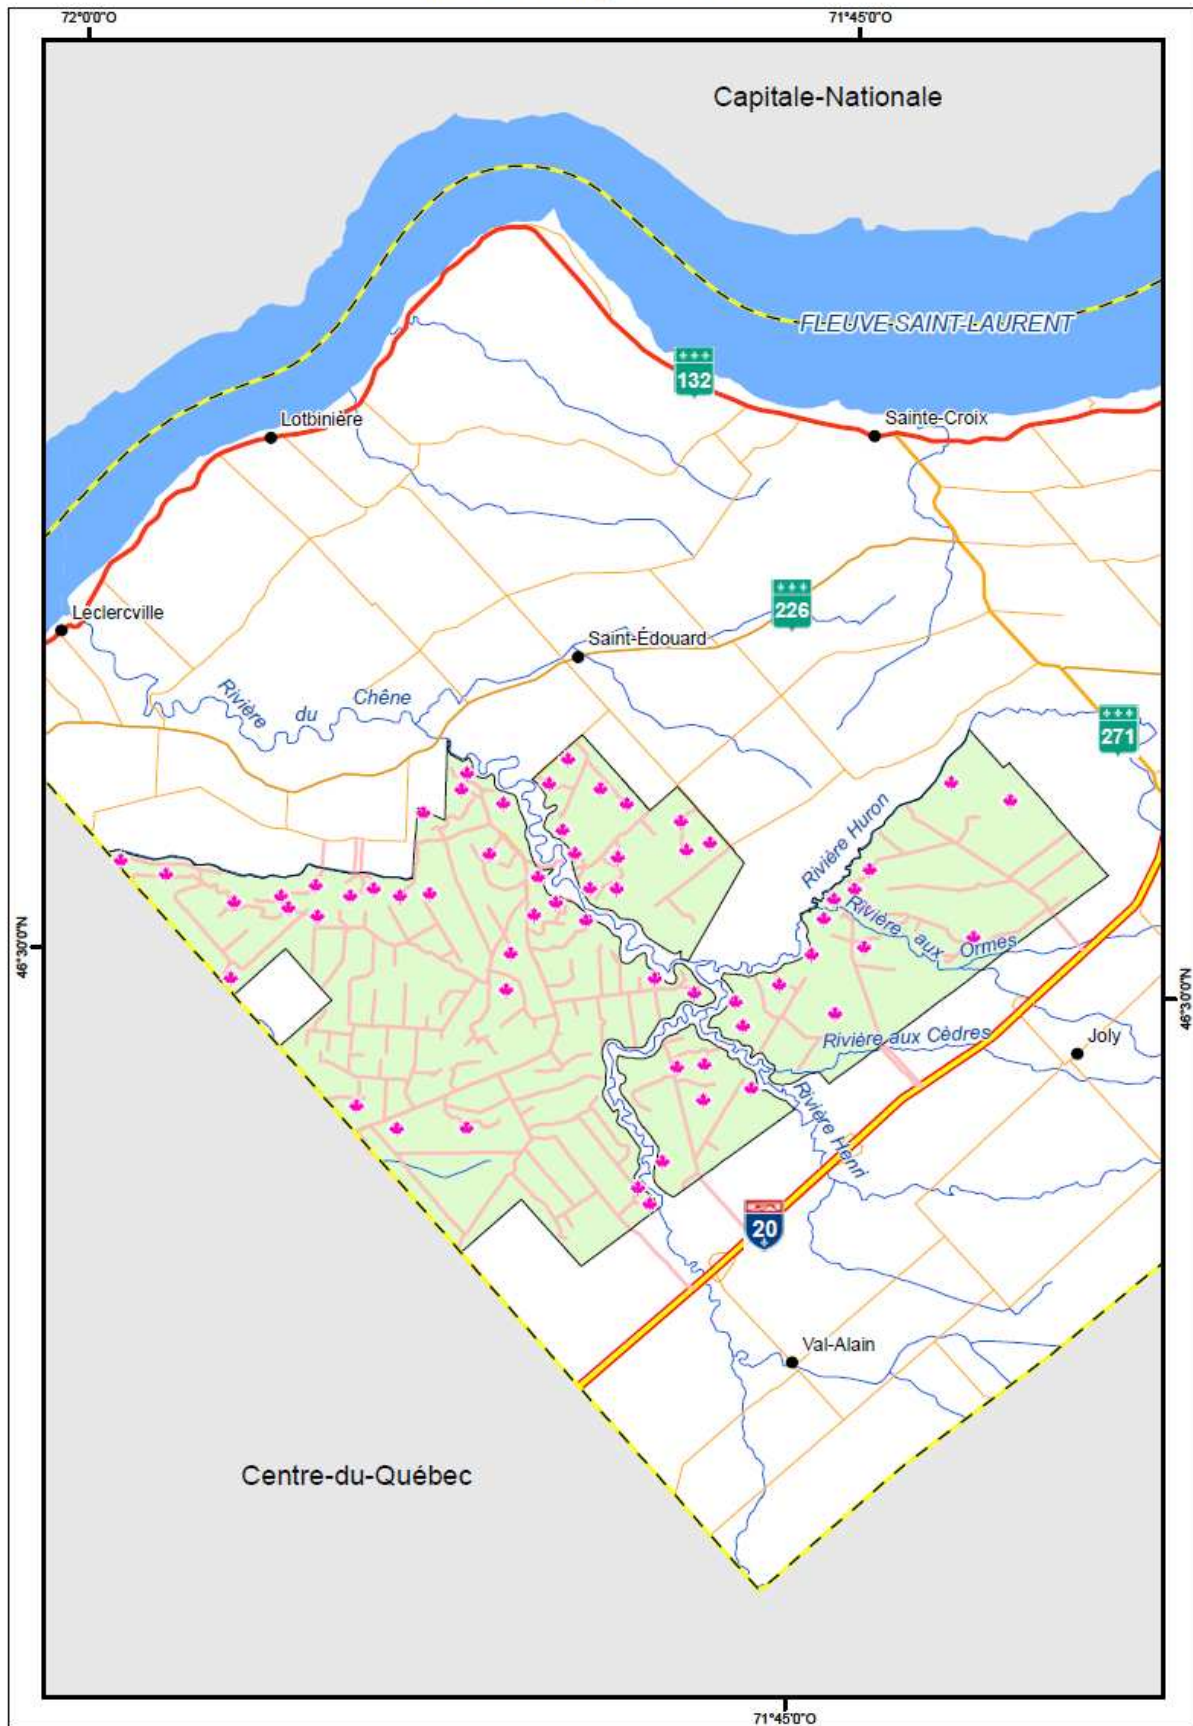 72°0'0"O
71°45'0"O
Capitale-Nationale
FLEUVE SAINT-LAURENT
132
Lotbinière
Sainte-Croix
Leclercville
226
Saint-Édouard
Rivière du Chêne
271
Rivière Huron
Rivière aux Ormes
46°30'0"N
46°30'0"N
Rivière aux Cèdres
Joly
Rivière Henri
20
Val-Alain
Centre-du-Québec
71°45'0"O